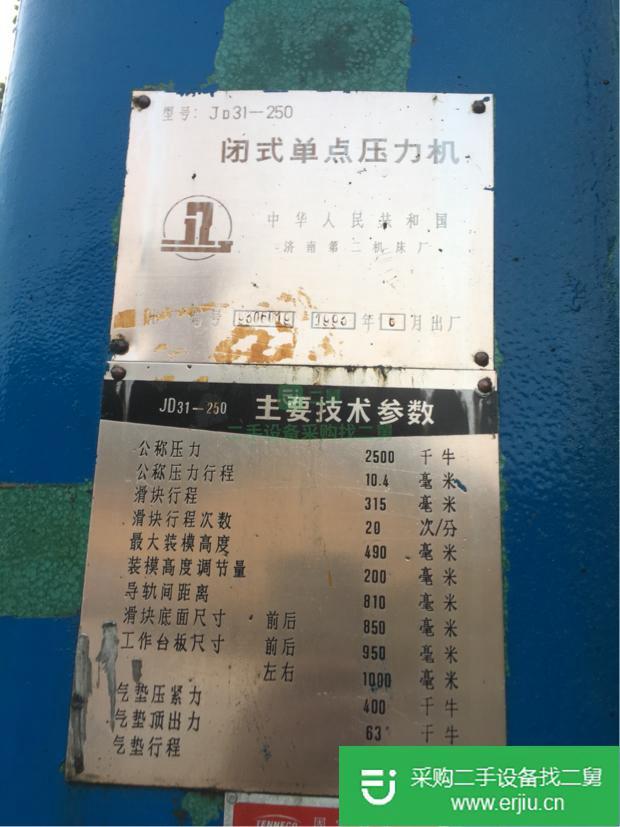 型号: JD31-250
闭式单点压力机
中华人民共和国
济南第二机床厂
号 1993 年 6 月出厂
JD31-250 主要技术参数
二手设备采购找二舅
公称压力 2500 千牛
公称压力行程 10.4 毫米
滑块行程 315 毫米
滑块行程次数 20 次/分
最大装模高度 490 毫米
装模高度调节量 200 毫米
导轨间距离 810 毫米
滑块底面尺寸 前后 850 毫米
工作台板尺寸 前后 950 毫米
左右 1000 毫米
气垫压紧力 400 千牛
气垫顶出力 63 千牛
气垫行程
采购二手设备找二舅
www.erjiu.cn
TENNECO